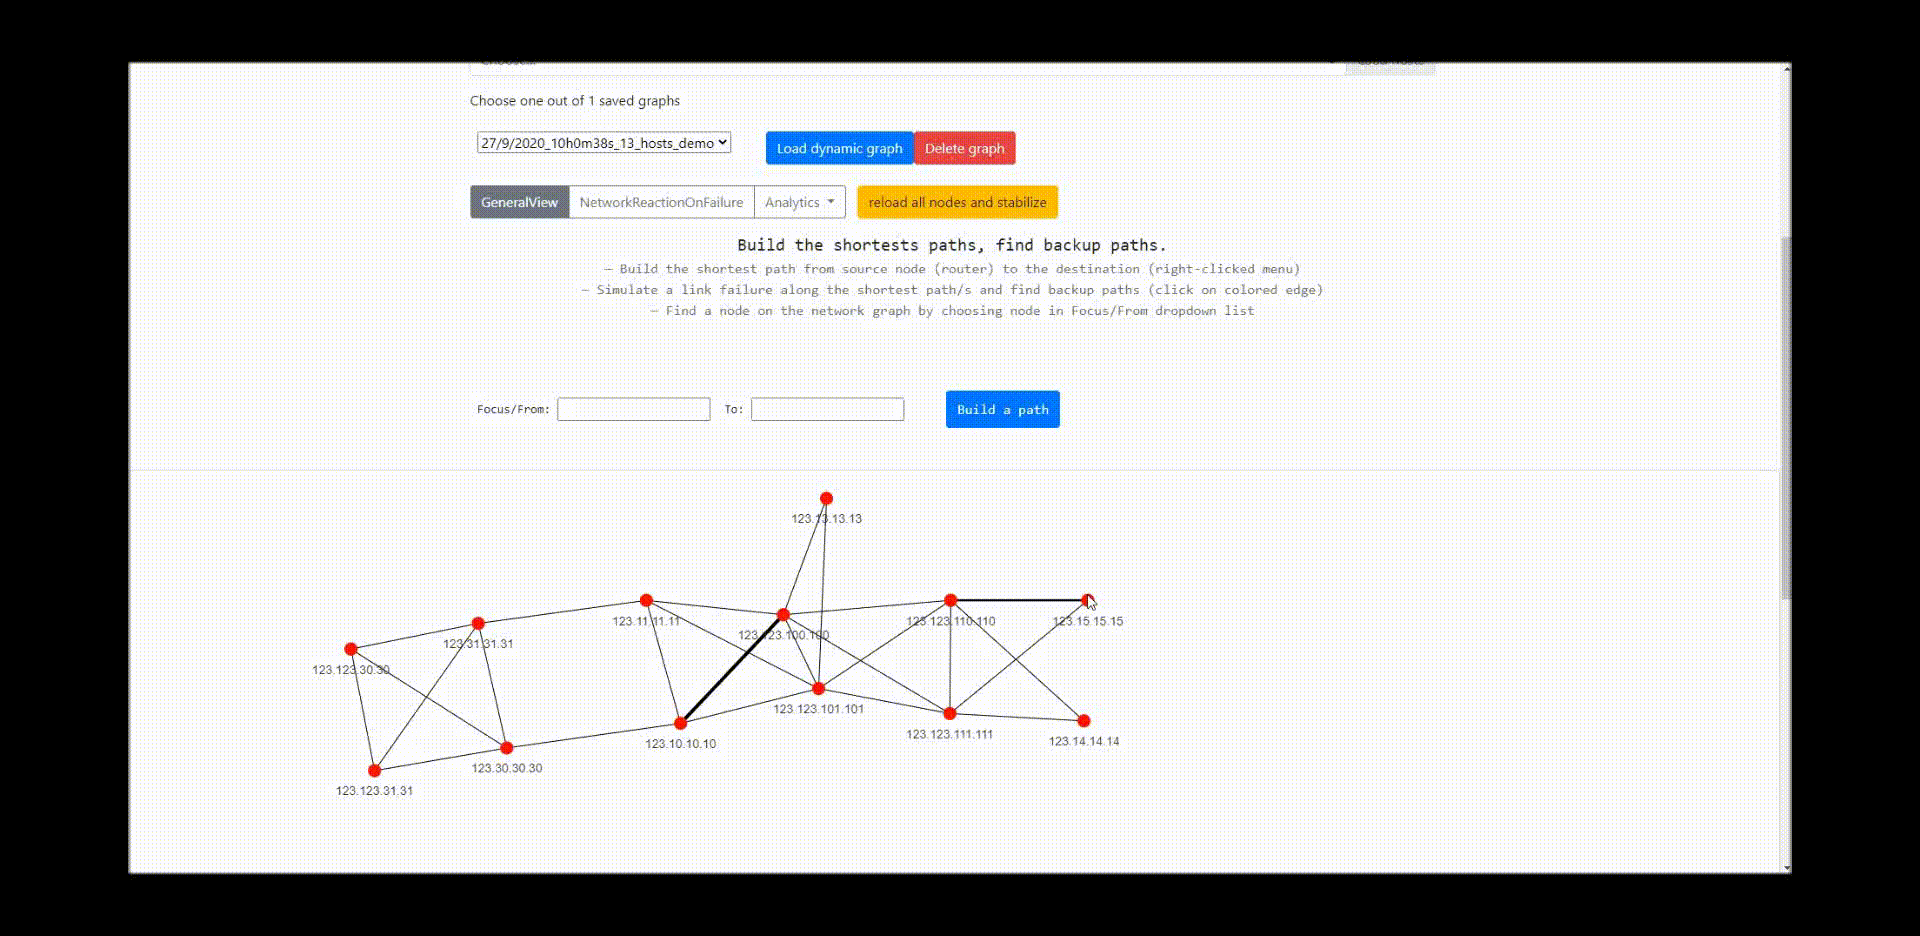 Choose one out of 1 saved graphs
27/9/2020_10h0m38s_13_hosts_demo Load dynamic graph Delete graph
GeneralView NetworkReactionOnFailure Analytics reload all nodes and stabilize
Build the shortests paths, find backup paths.
— Build the shortest path from source node (router) to the destination (right-clicked menu)
— Simulate a link failure along the shortest path/s and find backup paths (click on colored edge)
— Find a node on the network graph by choosing node in Focus/From dropdown list
Focus/From: To: Build a path
123.13.13.13
123.11.11.11
123.123.100.100
123.123.110.110
123.15.15.15
123.31.31.31
123.123.30.30
123.123.101.101
123.10.10.10
123.123.111.111
123.14.14.14
123.30.30.30
123.123.31.31